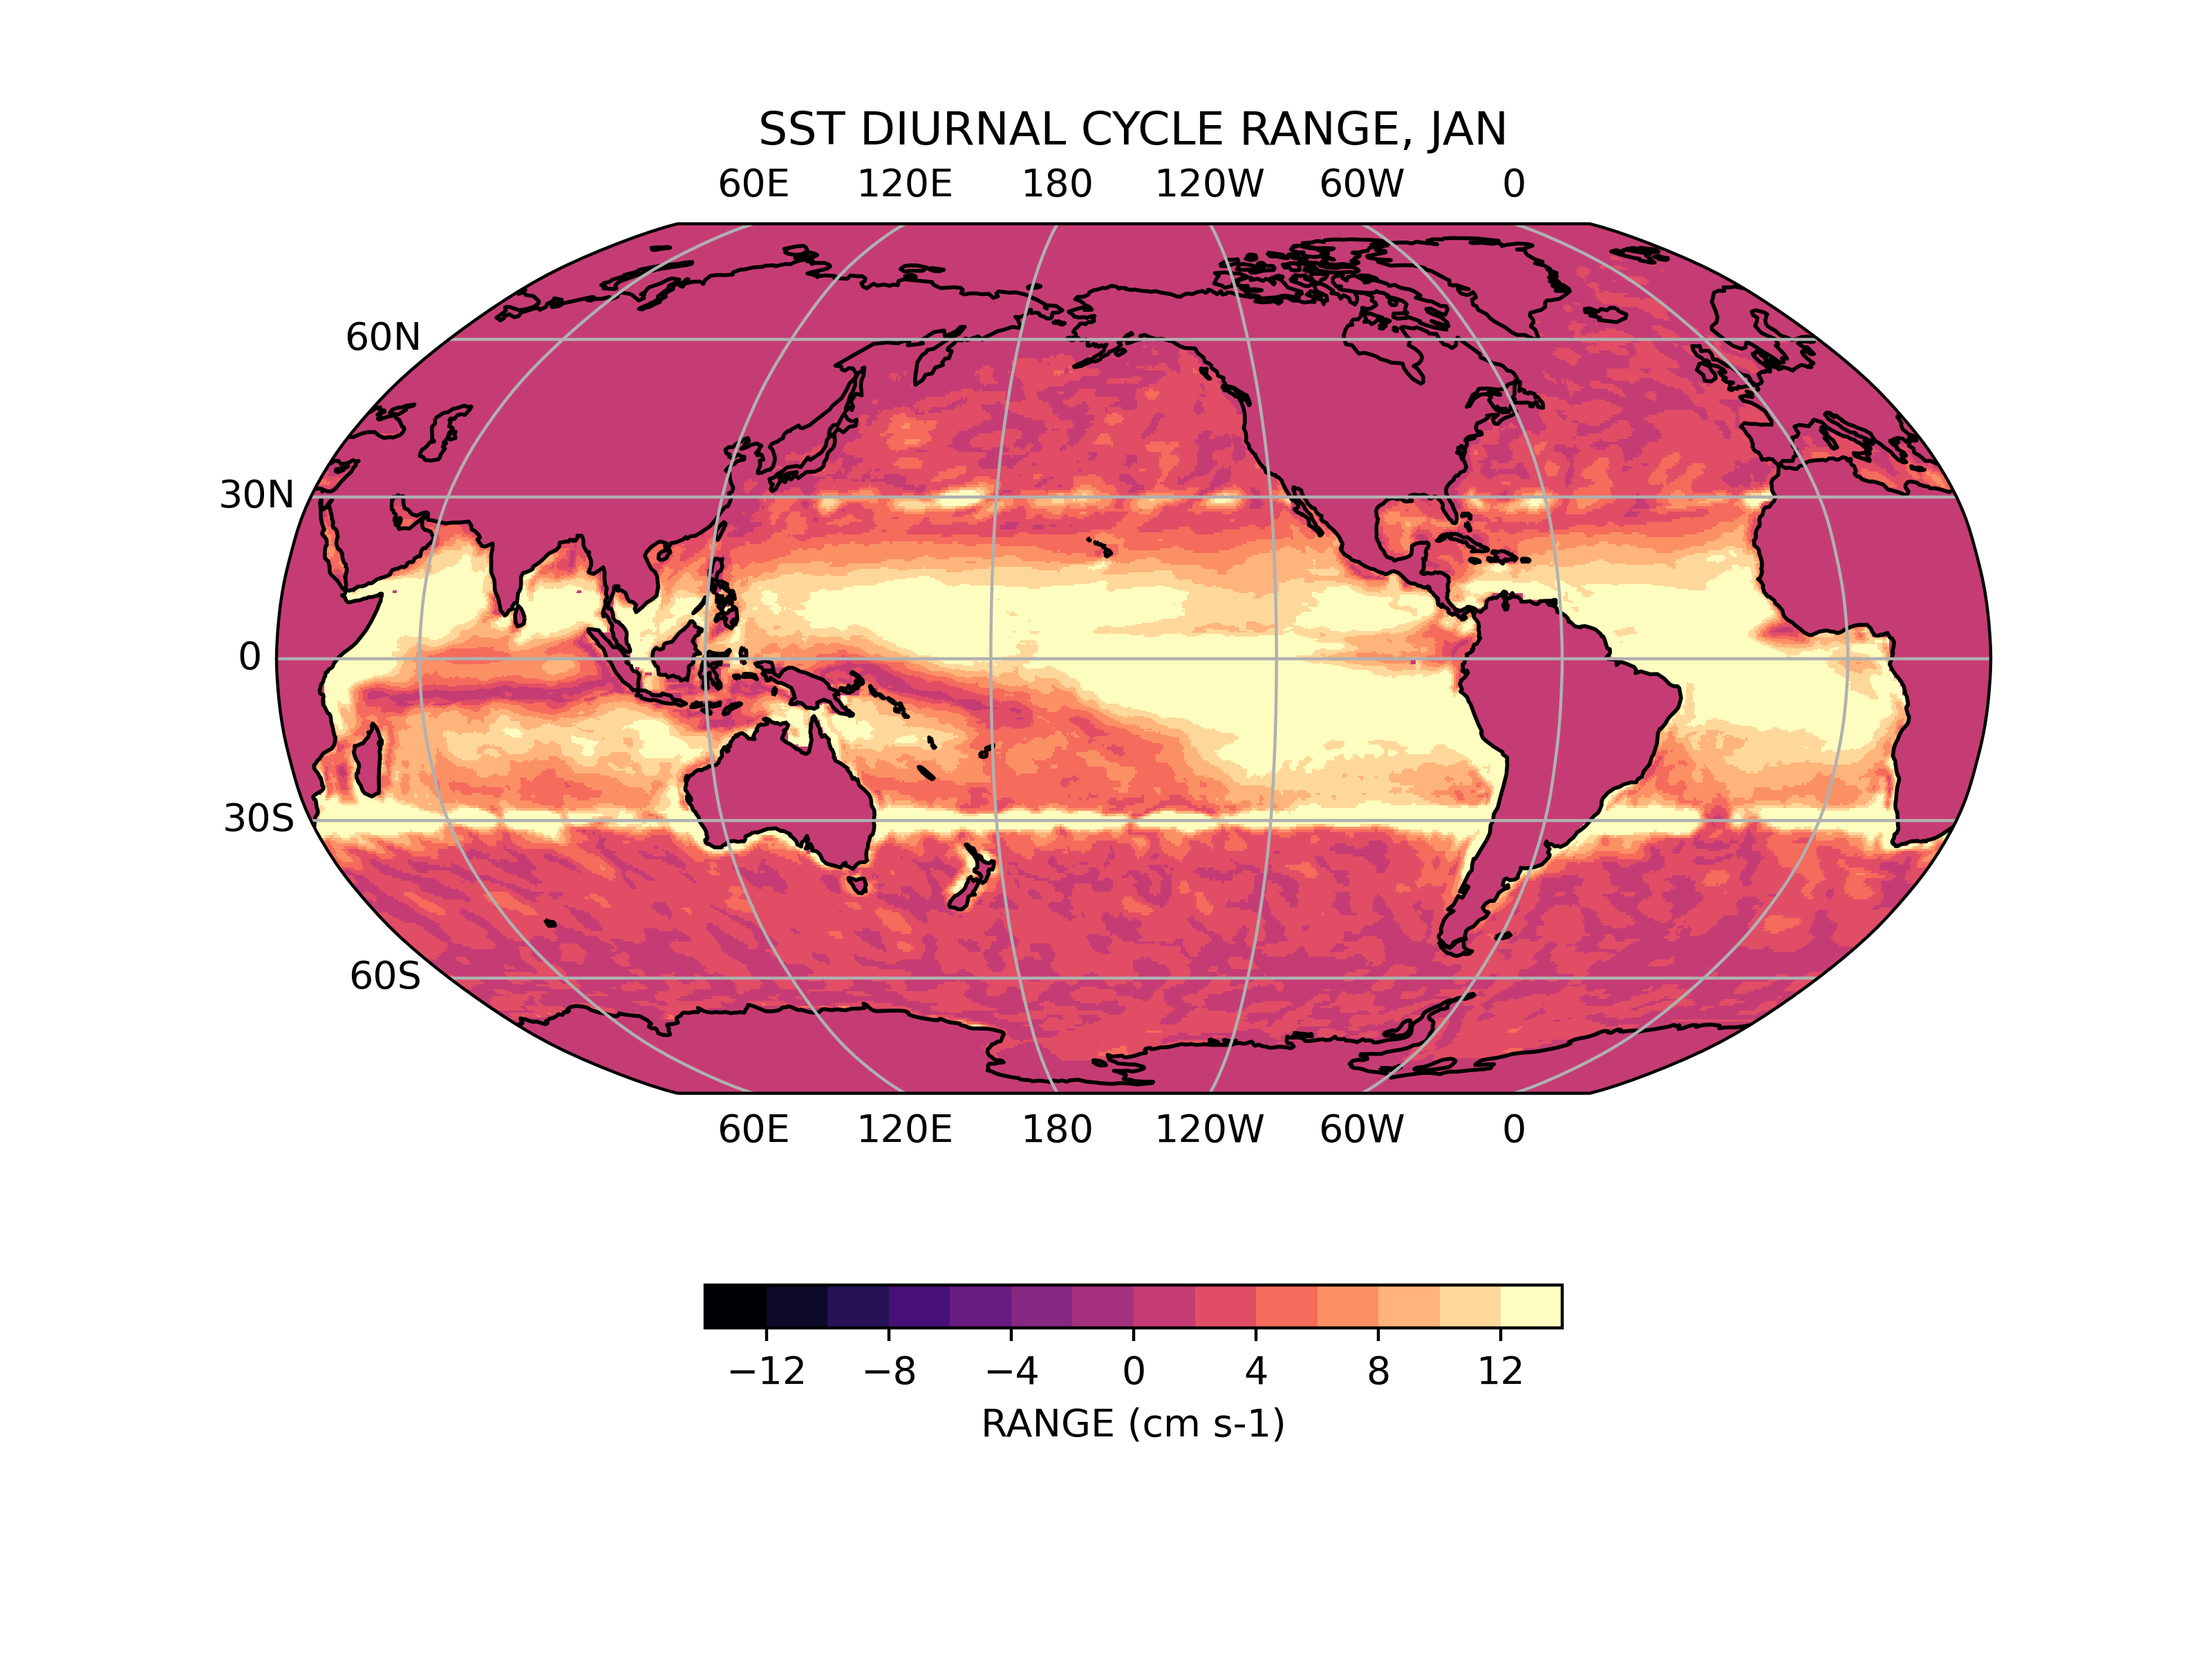 SST DIURNAL CYCLE RANGE, JAN
60E 120E 180 120W 60W 0
60N
30N
0
30S
60S
60E 120E 180 120W 60W 0
−12 −8 −4 0 4 8 12
RANGE (cm s-1)